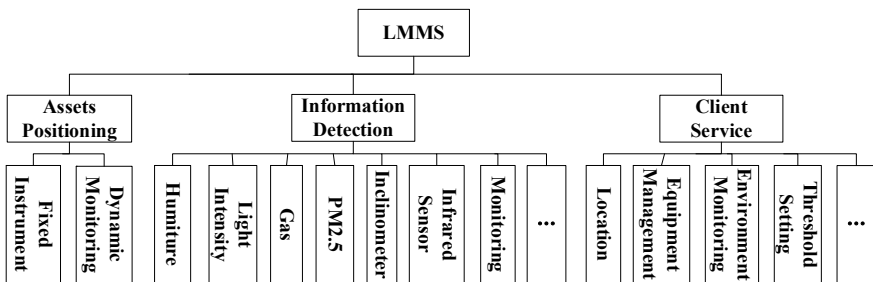 LMMS
Assets
Positioning
Information
Detection
Client
Service
Fixed
Instrument
Dynamic
Monitoring
Humiture
Light
Intensity
Gas
PM2.5
Inclinometer
Infrared
Sensor
Monitoring
...
Location
Equipment
Management
Environment
Monitoring
Threshold
Setting
...